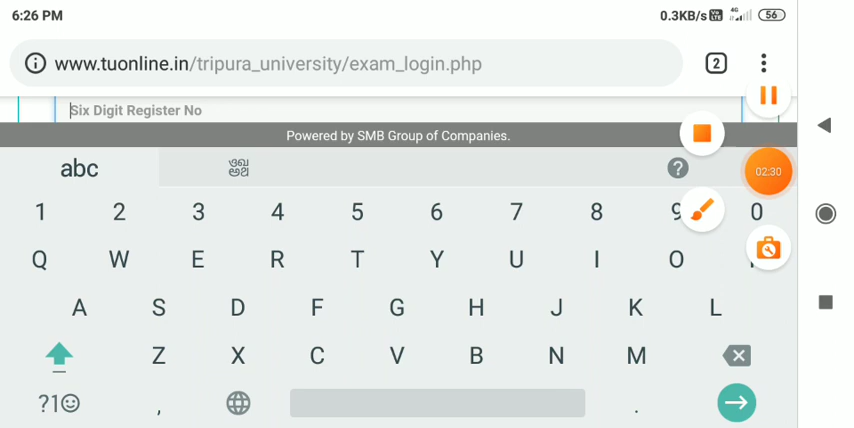 6:26 PM 0.3KB/s Vo LTE 4G 56
www.tuonline.in/tripura_university/exam_login.php 2
Six Digit Register No
Powered by SMB Group of Companies.
abc ?
02:30
1 2 3 4 5 6 7 8 9 0
Q W E R T Y U I O
A S D F G H J K L
Z X C V B N M
?1☺ , .